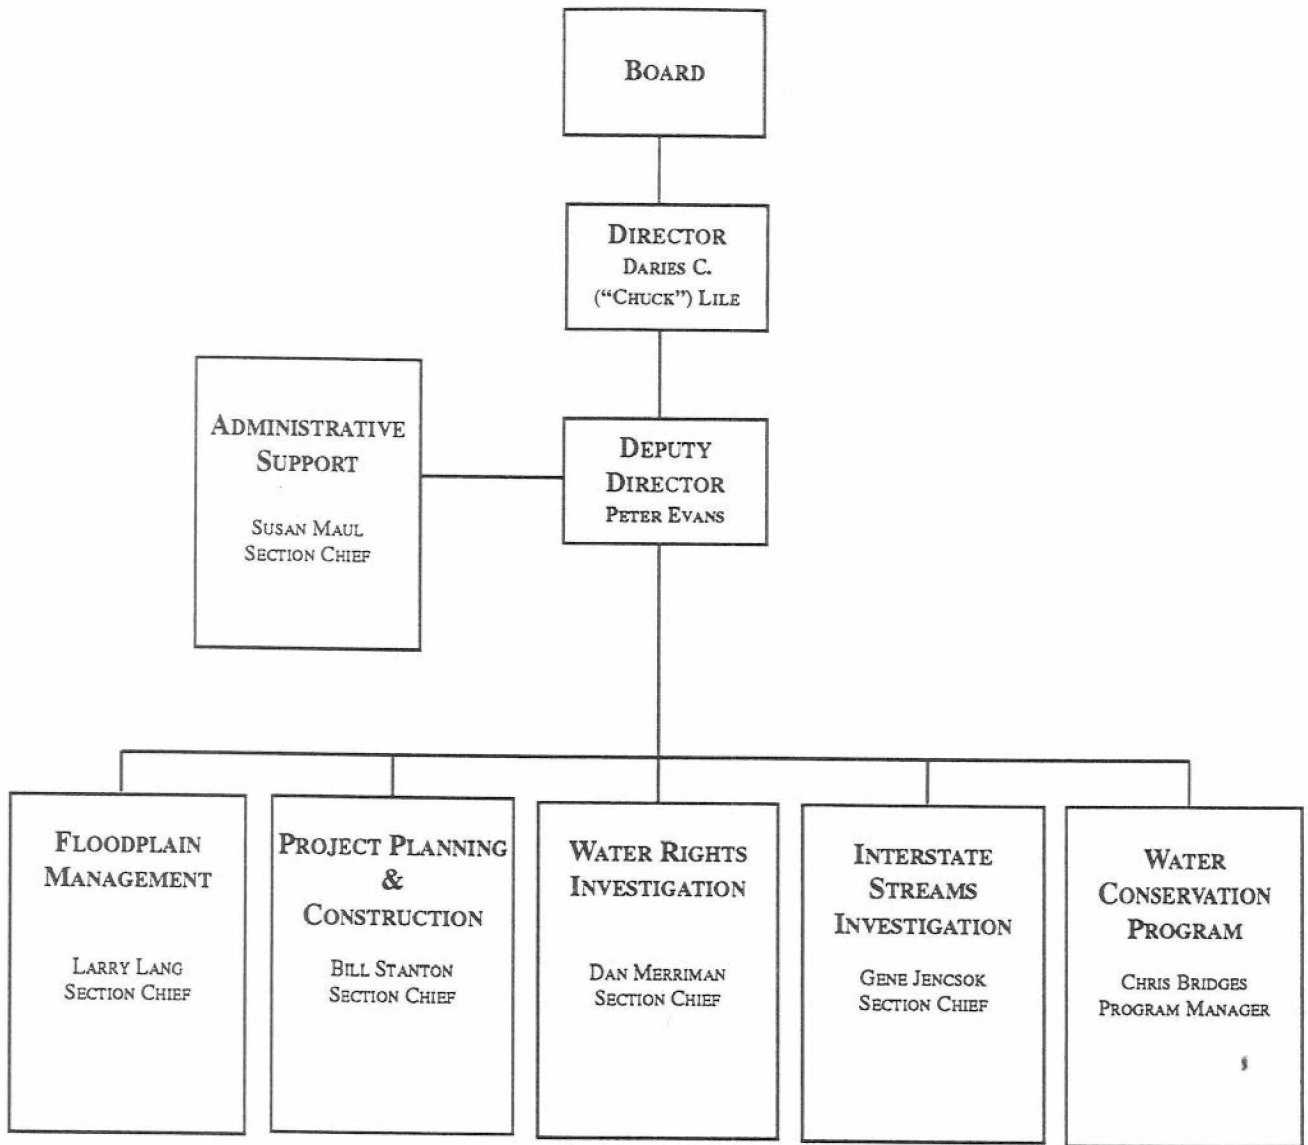 BOARD
DIRECTOR
DARIES C.
("CHUCK") LILE
ADMINISTRATIVE
SUPPORT
SUSAN MAUL
SECTION CHIEF
DEPUTY
DIRECTOR
PETER EVANS
FLOODPLAIN
MANAGEMENT
LARRY LANG
SECTION CHIEF
PROJECT PLANNING
&
CONSTRUCTION
BILL STANTON
SECTION CHIEF
WATER RIGHTS
INVESTIGATION
DAN MERRIMAN
SECTION CHIEF
INTERSTATE
STREAMS
INVESTIGATION
GENE JENCSOK
SECTION CHIEF
WATER
CONSERVATION
PROGRAM
CHRIS BRIDGES
PROGRAM MANAGER